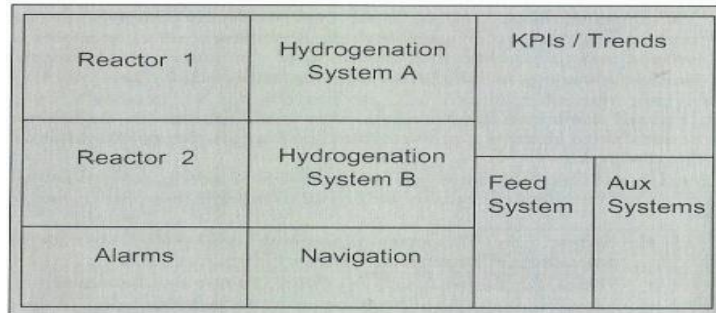 Reactor 1
Hydrogenation
System A
KPIs / Trends
Reactor 2
Hydrogenation
System B
Feed
System
Aux
Systems
Alarms
Navigation